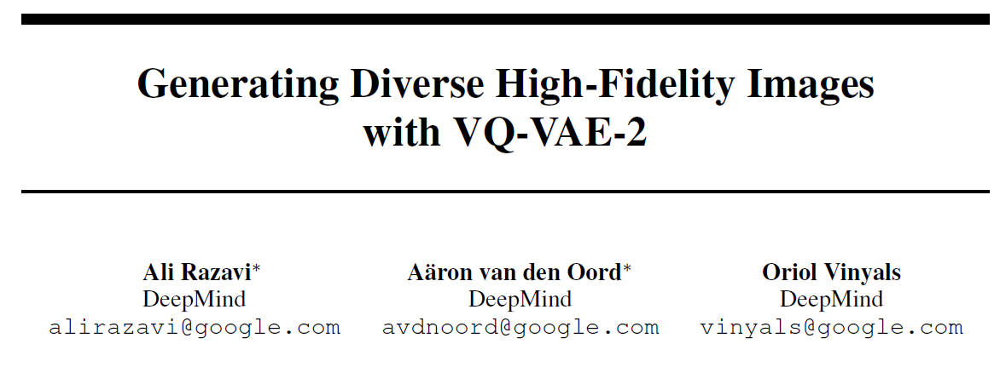 Generating Diverse High-Fidelity Images
with VQ-VAE-2
Ali Razavi* Aäron van den Oord* Oriol Vinyals
DeepMind DeepMind DeepMind
alirazavi@google.com avdnoord@google.com vinyals@google.com